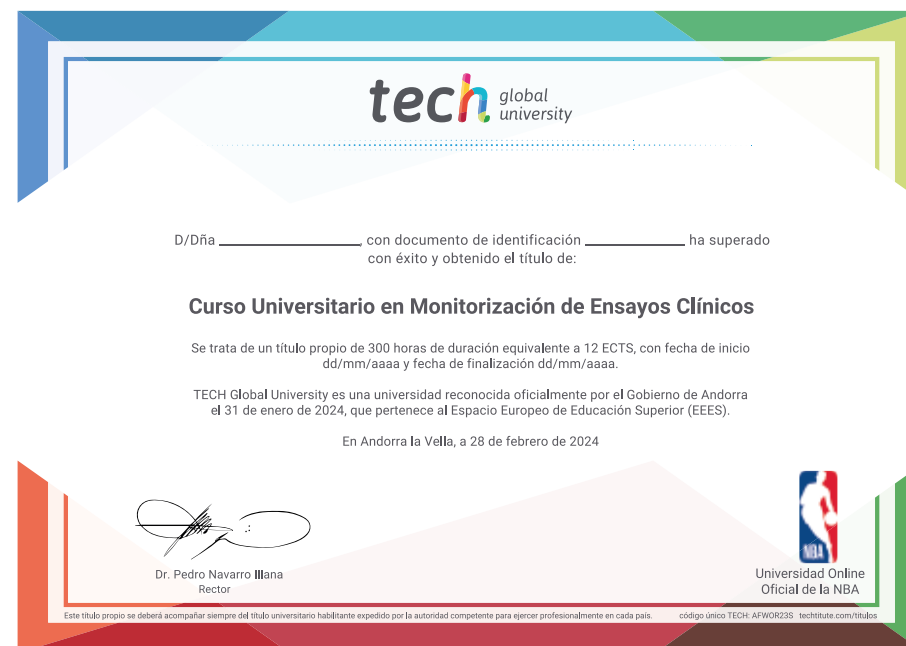 tech global university
D/Dña ____________________, con documento de identificación ______________ ha superado
con éxito y obtenido el título de:
Curso Universitario en Monitorización de Ensayos Clínicos
Se trata de un título propio de 300 horas de duración equivalente a 12 ECTS, con fecha de inicio
dd/mm/aaaa y fecha de finalización dd/mm/aaaa.
TECH Global University es una universidad reconocida oficialmente por el Gobierno de Andorra
el 31 de enero de 2024, que pertenece al Espacio Europeo de Educación Superior (EEES).
En Andorra la Vella, a 28 de febrero de 2024
NBA
Dr. Pedro Navarro Illana
Rector
Universidad Online
Oficial de la NBA
Este título propio se deberá acompañar siempre del título universitario habilitante expedido por la autoridad competente para ejercer profesionalmente en cada país. código único TECH: AFWOR23S techtitute.com/titulos